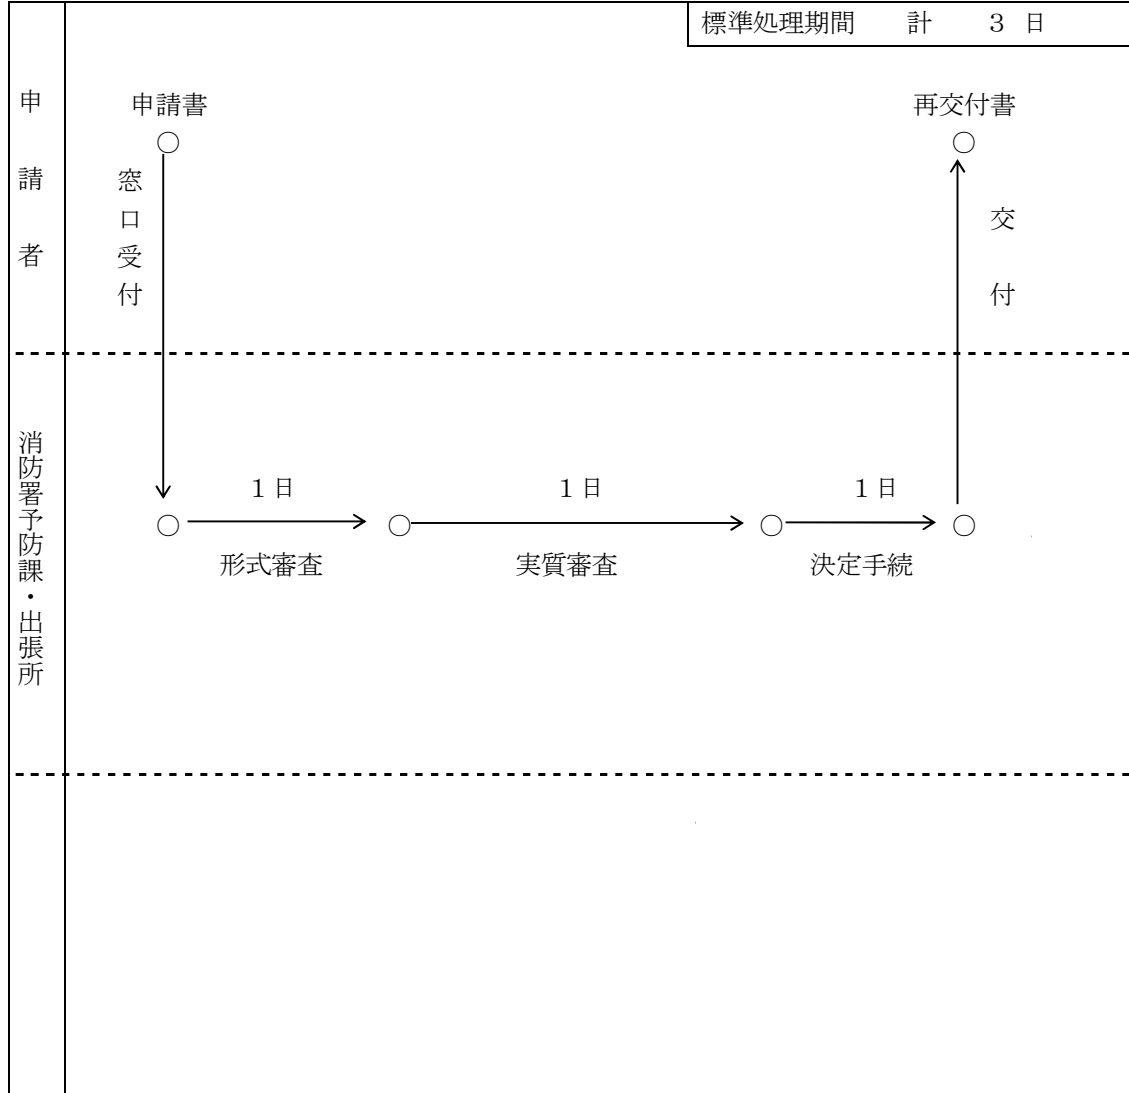 標準処理期間　計　３日
申請者
申請書
再交付書
窓口受付
交付
消防署予防課・出張所
１日
１日
１日
形式審査
実質審査
決定手続